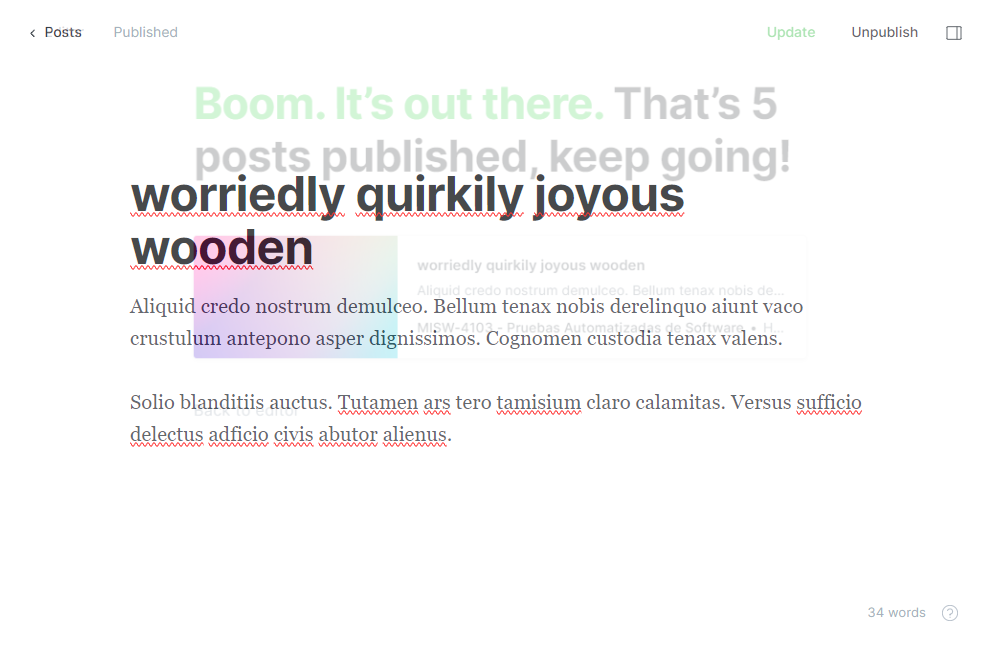 Posts
Published
Update
Unpublish
Boom. It’s out there. That’s 5
posts published, keep going!
worriedly quirkily joyous
wooden
worriedly quirkily joyous wooden
Aliquid credo nostrum demulceo. Bellum tenax nobis de...
MISW-4103 - Pruebas Automatizadas de Software • H...
Aliquid credo nostrum demulceo. Bellum tenax nobis derelinquo aiunt vaco
crustulum antepono asper dignissimos. Cognomen custodia tenax valens.
Back to editor
Solio blanditiis auctus. Tutamen ars tero tamisium claro calamitas. Versus sufficio
delectus adficio civis abutor alienus.
34 words
?